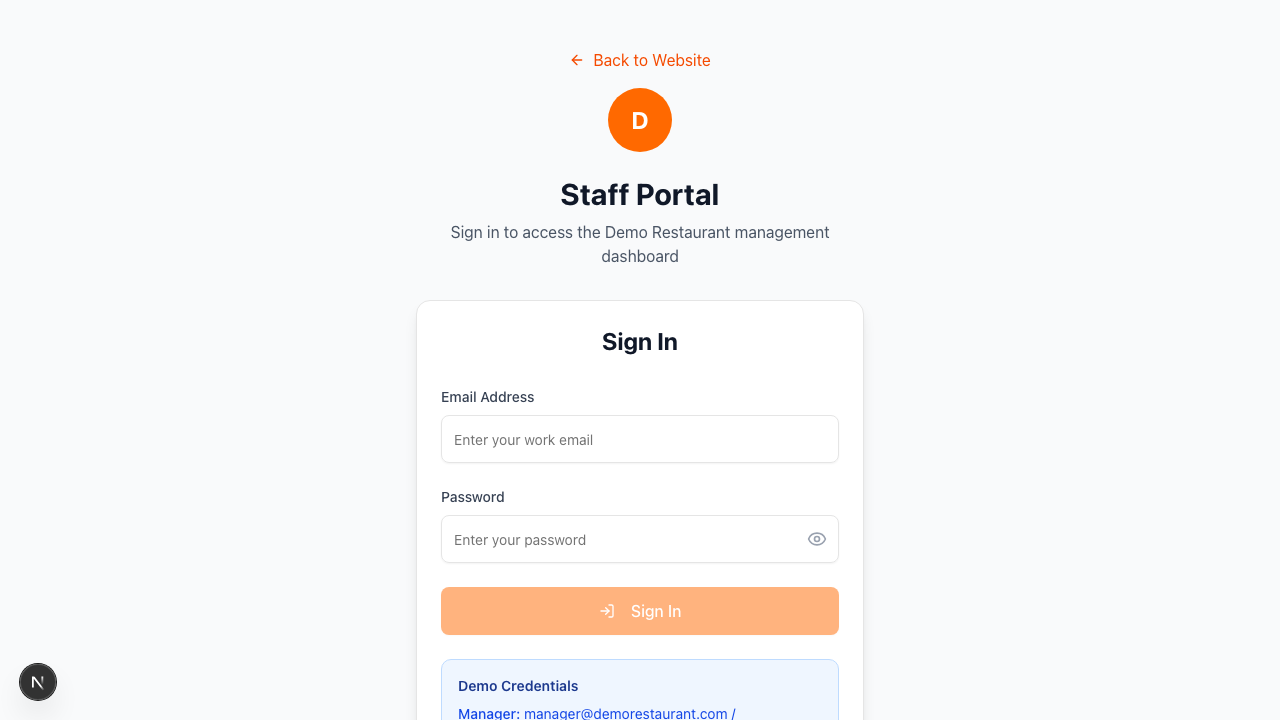 Back to Website
D
Staff Portal
Sign in to access the Demo Restaurant management
dashboard
Sign In
Email Address
Enter your work email
Password
Enter your password
Sign In
Demo Credentials
Manager: manager@demorestaurant.com /
N